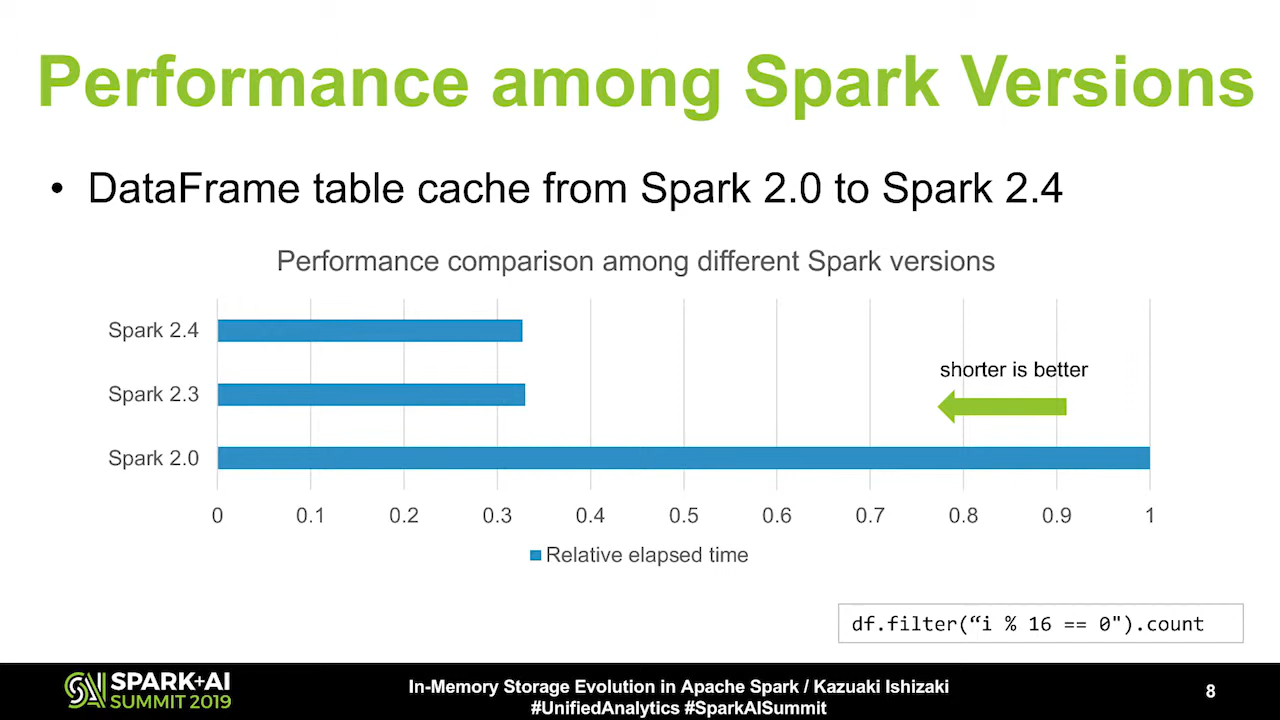 Performance among Spark Versions
• DataFrame table cache from Spark 2.0 to Spark 2.4
Performance comparison among different Spark versions
Spark 2.4
Spark 2.3
Spark 2.0
shorter is better
0 0.1 0.2 0.3 0.4 0.5 0.6 0.7 0.8 0.9 1
Relative elapsed time
df.filter(“i % 16 == 0").count
SPARK+AI
SUMMIT 2019
In-Memory Storage Evolution in Apache Spark / Kazuaki Ishizaki
#UnifiedAnalytics #SparkAISummit
8